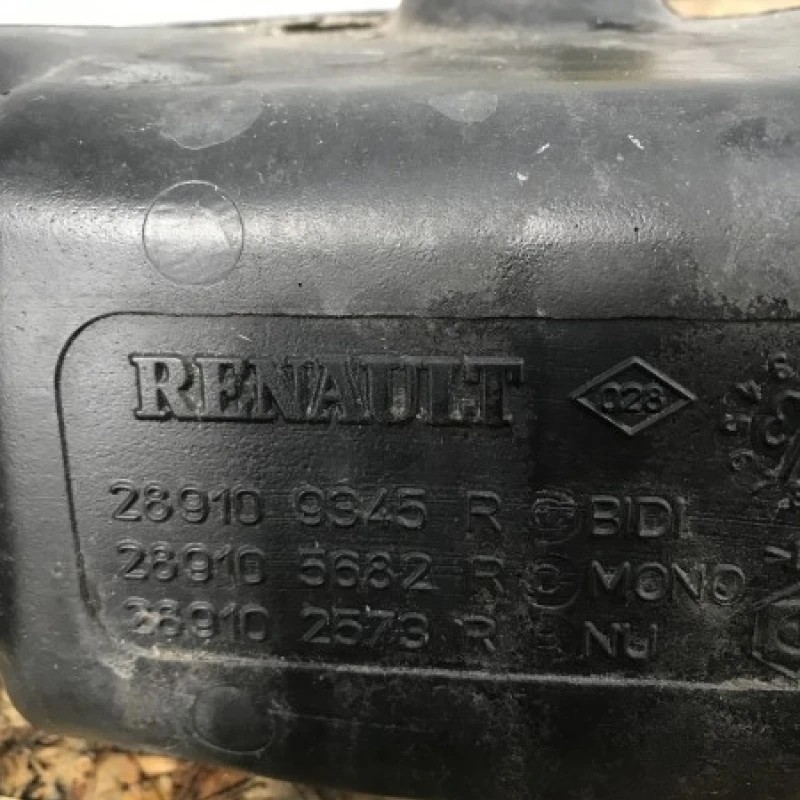 RENAULT 028
28910 9345 R BIDI
28910 5682 R MONO
28910 2573 R NU